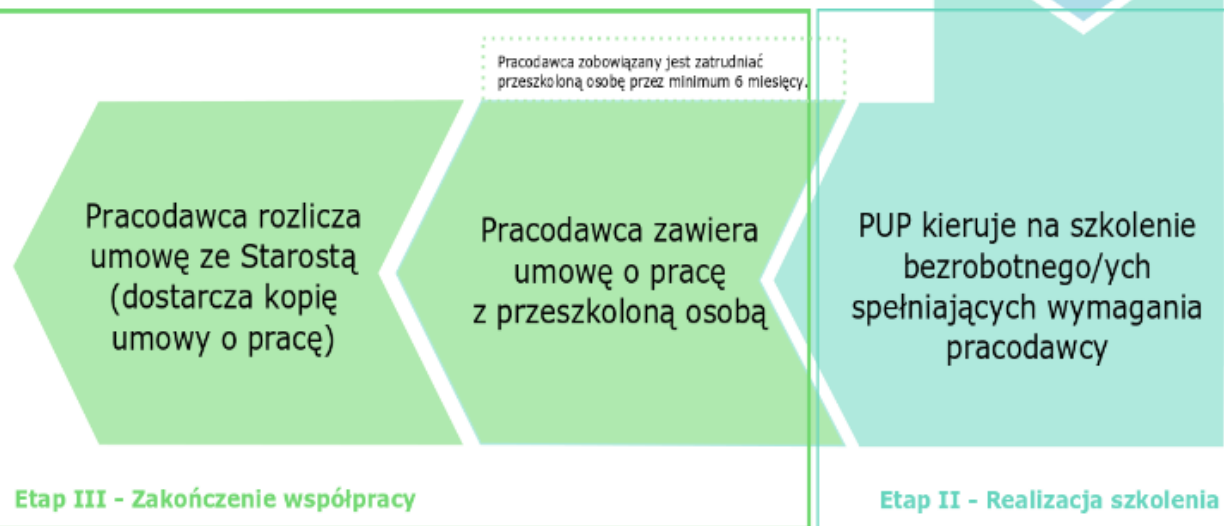 Pracodawca zobowiązany jest zatrudniać
przeszkoloną osobę przez minimum 6 miesięcy.
Pracodawca rozlicza
umowę ze Starostą
(dostarcza kopię
umowy o pracę)
Pracodawca zawiera
umowę o pracę
z przeszkoloną osobą
PUP kieruje na szkolenie
bezrobotnego/ych
spełniających wymagania
pracodawcy
Etap III - Zakończenie współpracy
Etap II - Realizacja szkolenia